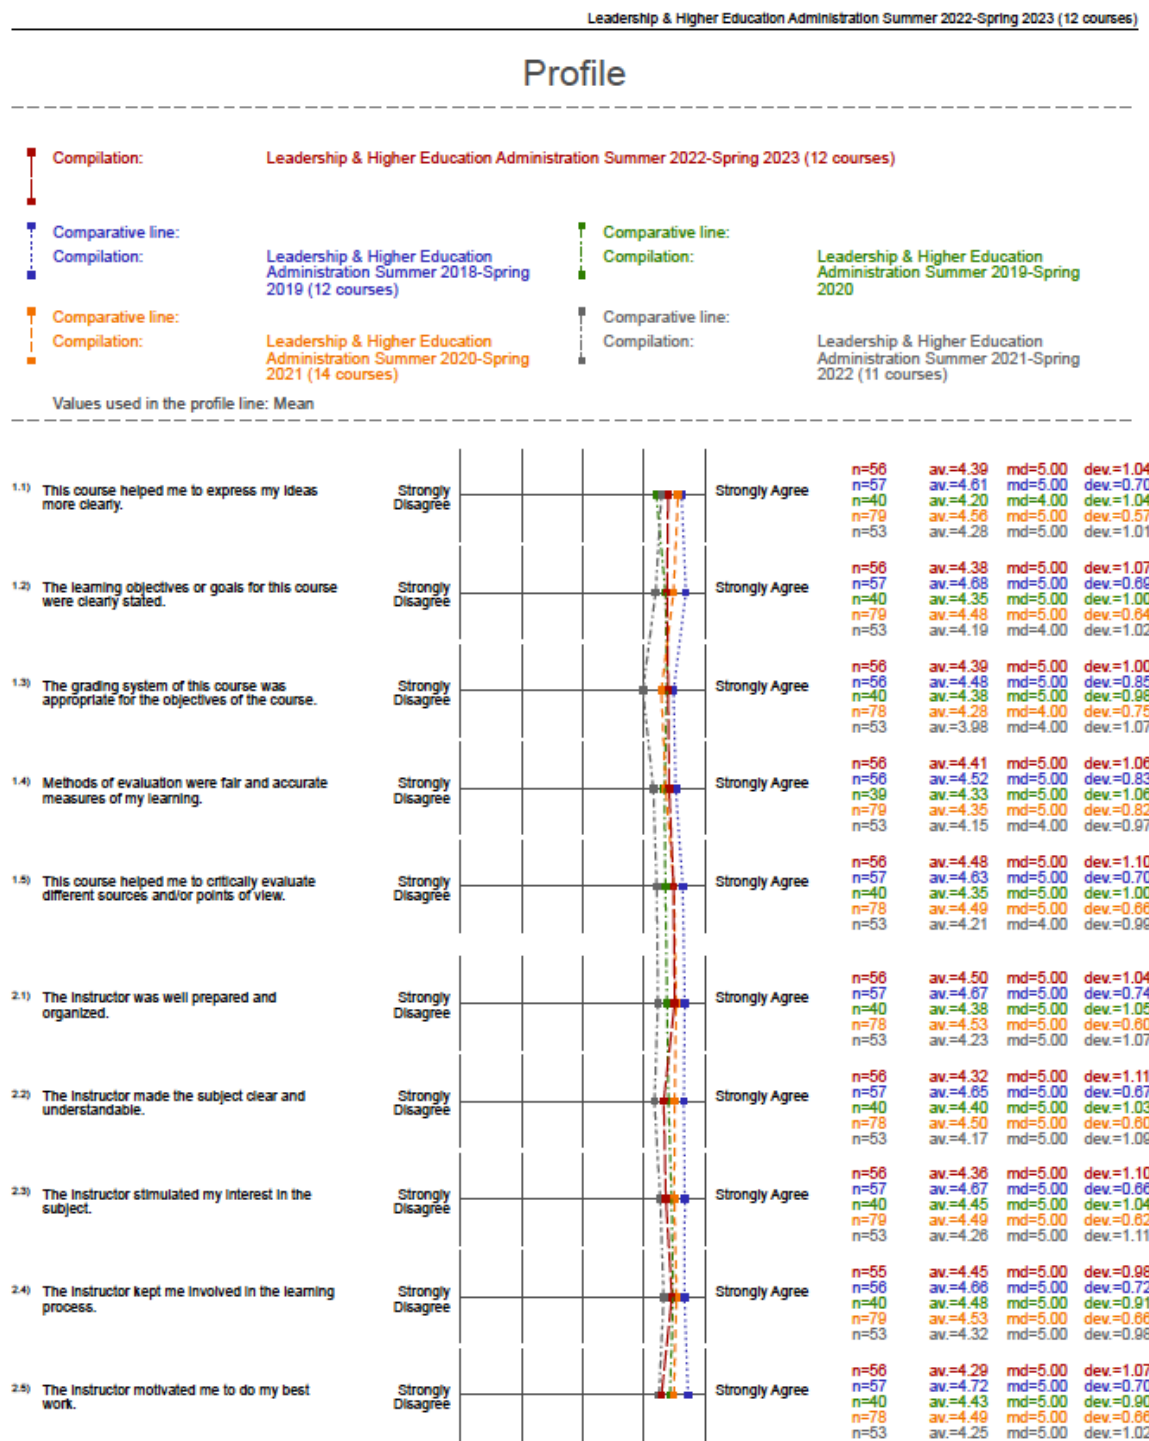 Leadership & Higher Education Administration Summer 2022-Spring 2023 (12 courses)
Profile
Compilation: Leadership & Higher Education Administration Summer 2022-Spring 2023 (12 courses)
Comparative line:
Compilation: Leadership & Higher Education
Administration Summer 2018-Spring
2019 (12 courses)
Comparative line:
Compilation: Leadership & Higher Education
Administration Summer 2019-Spring
2020
Comparative line:
Compilation: Leadership & Higher Education
Administration Summer 2020-Spring
2021 (14 courses)
Comparative line:
Compilation: Leadership & Higher Education
Administration Summer 2021-Spring
2022 (11 courses)
Values used in the profile line: Mean
1.1) This course helped me to express my ideas
more clearly.
Strongly
Disagree
Strongly Agree
n=56 av.=4.39 md=5.00 dev.=1.04
n=57 av.=4.61 md=5.00 dev.=0.70
n=40 av.=4.20 md=4.00 dev.=1.04
n=79 av.=4.56 md=5.00 dev.=0.57
n=53 av.=4.28 md=5.00 dev.=1.01
1.2) The learning objectives or goals for this course
were clearly stated.
Strongly
Disagree
Strongly Agree
n=56 av.=4.38 md=5.00 dev.=1.07
n=57 av.=4.68 md=5.00 dev.=0.69
n=40 av.=4.35 md=5.00 dev.=1.00
n=79 av.=4.48 md=5.00 dev.=0.64
n=53 av.=4.19 md=4.00 dev.=1.02
1.3) The grading system of this course was
appropriate for the objectives of the course.
Strongly
Disagree
Strongly Agree
n=56 av.=4.39 md=5.00 dev.=1.00
n=56 av.=4.48 md=5.00 dev.=0.85
n=40 av.=4.38 md=5.00 dev.=0.98
n=78 av.=4.28 md=4.00 dev.=0.75
n=53 av.=3.98 md=4.00 dev.=1.07
1.4) Methods of evaluation were fair and accurate
measures of my learning.
Strongly
Disagree
Strongly Agree
n=56 av.=4.41 md=5.00 dev.=1.06
n=56 av.=4.52 md=5.00 dev.=0.83
n=39 av.=4.33 md=5.00 dev.=1.06
n=79 av.=4.35 md=5.00 dev.=0.82
n=53 av.=4.15 md=4.00 dev.=0.97
1.5) This course helped me to critically evaluate
different sources and/or points of view.
Strongly
Disagree
Strongly Agree
n=56 av.=4.48 md=5.00 dev.=1.10
n=57 av.=4.63 md=5.00 dev.=0.70
n=40 av.=4.35 md=5.00 dev.=1.00
n=78 av.=4.49 md=5.00 dev.=0.66
n=53 av.=4.21 md=4.00 dev.=0.99
2.1) The instructor was well prepared and
organized.
Strongly
Disagree
Strongly Agree
n=56 av.=4.50 md=5.00 dev.=1.04
n=57 av.=4.67 md=5.00 dev.=0.74
n=40 av.=4.38 md=5.00 dev.=1.05
n=78 av.=4.53 md=5.00 dev.=0.60
n=53 av.=4.23 md=5.00 dev.=1.07
2.2) The instructor made the subject clear and
understandable.
Strongly
Disagree
Strongly Agree
n=56 av.=4.32 md=5.00 dev.=1.11
n=57 av.=4.65 md=5.00 dev.=0.67
n=40 av.=4.40 md=5.00 dev.=1.03
n=78 av.=4.50 md=5.00 dev.=0.60
n=53 av.=4.17 md=5.00 dev.=1.09
2.3) The instructor stimulated my interest in the
subject.
Strongly
Disagree
Strongly Agree
n=56 av.=4.36 md=5.00 dev.=1.10
n=57 av.=4.67 md=5.00 dev.=0.66
n=40 av.=4.45 md=5.00 dev.=1.04
n=79 av.=4.49 md=5.00 dev.=0.62
n=53 av.=4.26 md=5.00 dev.=1.11
2.4) The instructor kept me involved in the learning
process.
Strongly
Disagree
Strongly Agree
n=55 av.=4.45 md=5.00 dev.=0.98
n=56 av.=4.66 md=5.00 dev.=0.72
n=40 av.=4.48 md=5.00 dev.=0.91
n=79 av.=4.53 md=5.00 dev.=0.66
n=53 av.=4.32 md=5.00 dev.=0.98
2.5) The instructor motivated me to do my best
work.
Strongly
Disagree
Strongly Agree
n=56 av.=4.29 md=5.00 dev.=1.07
n=57 av.=4.72 md=5.00 dev.=0.70
n=40 av.=4.43 md=5.00 dev.=0.90
n=78 av.=4.49 md=5.00 dev.=0.66
n=53 av.=4.25 md=5.00 dev.=1.02